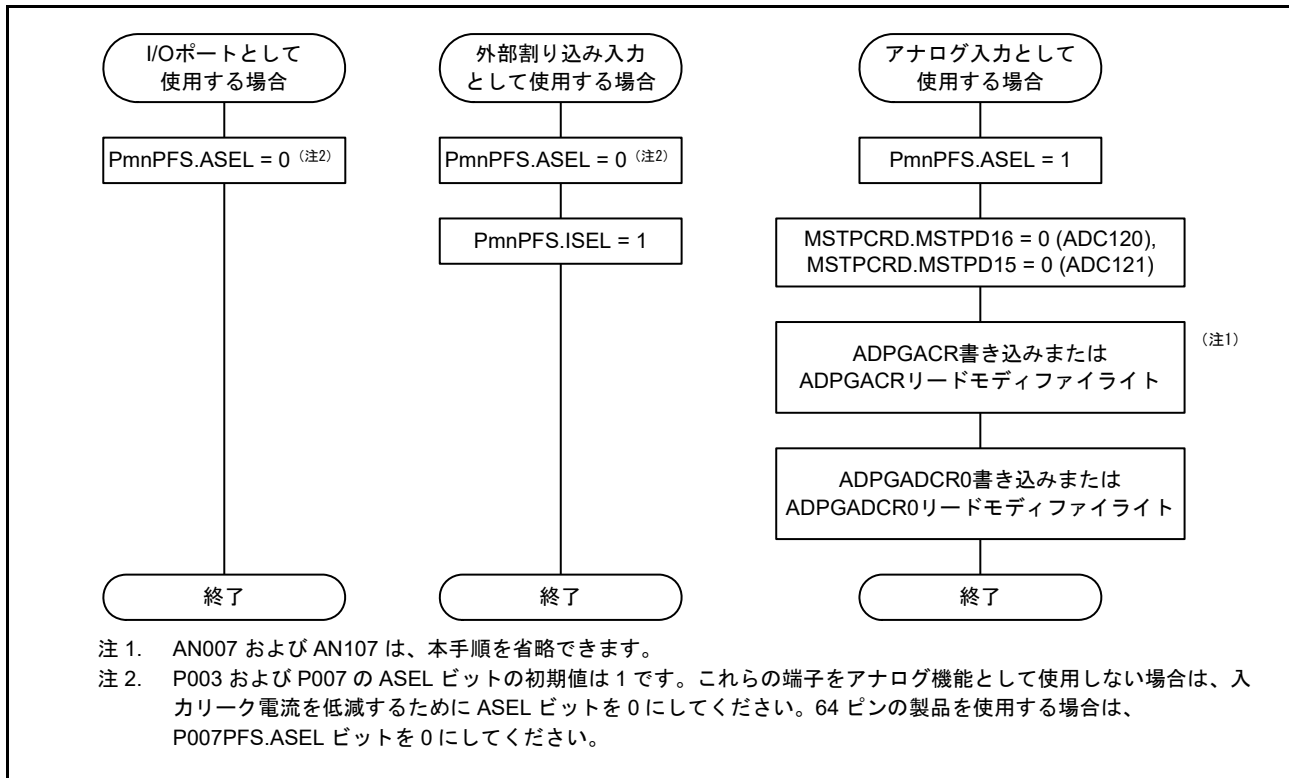 I/Oポートとして
使用する場合
PmnPFS.ASEL = 0（注2）
終了
外部割り込み入力
として使用する場合
PmnPFS.ASEL = 0（注2）
PmnPFS.ISEL = 1
終了
アナログ入力として
使用する場合
PmnPFS.ASEL = 1
MSTPCRD.MSTPD16 = 0 (ADC120),
MSTPCRD.MSTPD15 = 0 (ADC121)
ADPGACR書き込みまたは
ADPGACRリードモディファイライト
（注1）
ADPGADCR0書き込みまたは
ADPGADCR0リードモディファイライト
終了
注 1. AN007 および AN107 は、本手順を省略できます。
注 2. P003 および P007 の ASEL ビットの初期値は 1 です。これらの端子をアナログ機能として使用しない場合は、入
力リーク電流を低減するために ASEL ビットを 0 にしてください。64 ピンの製品を使用する場合は、
P007PFS.ASEL ビットを 0 にしてください。